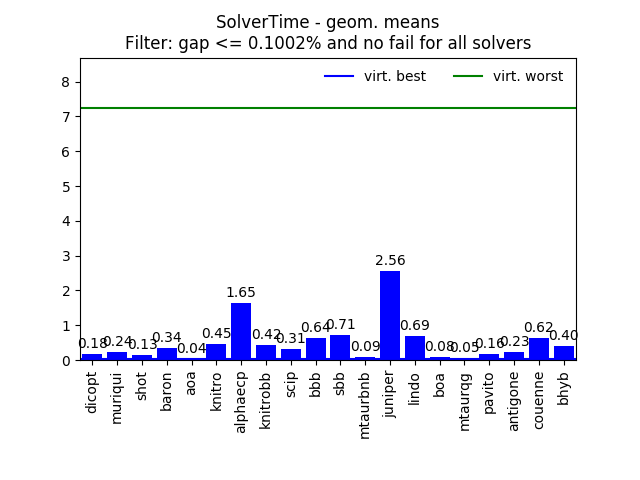 SolverTime - geom. means
Filter: gap <= 0.1002% and no fail for all solvers
virt. best
virt. worst
8
7
6
5
4
3
2
1
0
0.18
0.24
0.13
0.34
0.04
0.45
1.65
0.42
0.31
0.64
0.71
0.09
2.56
0.69
0.08
0.05
0.16
0.23
0.62
0.40
dicopt
muriqui
shot
baron
aoa
knitro
alphaecp
knitrobb
scip
bbb
sbb
mtaurbnb
juniper
lindo
boa
mtaurqg
pavito
antigone
couenne
bhyb